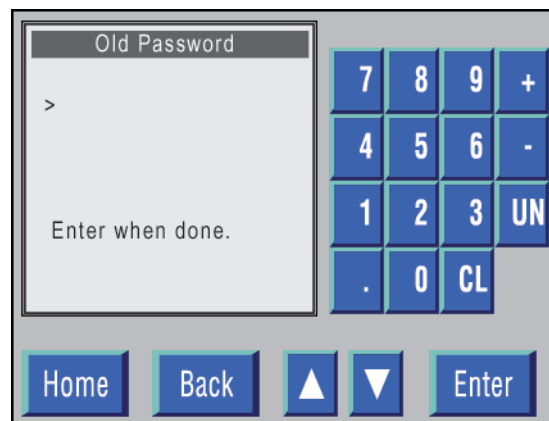 Old Password
>
Enter when done.
7 8 9 +
4 5 6 -
1 2 3 UN
. 0 CL
Home Back Enter